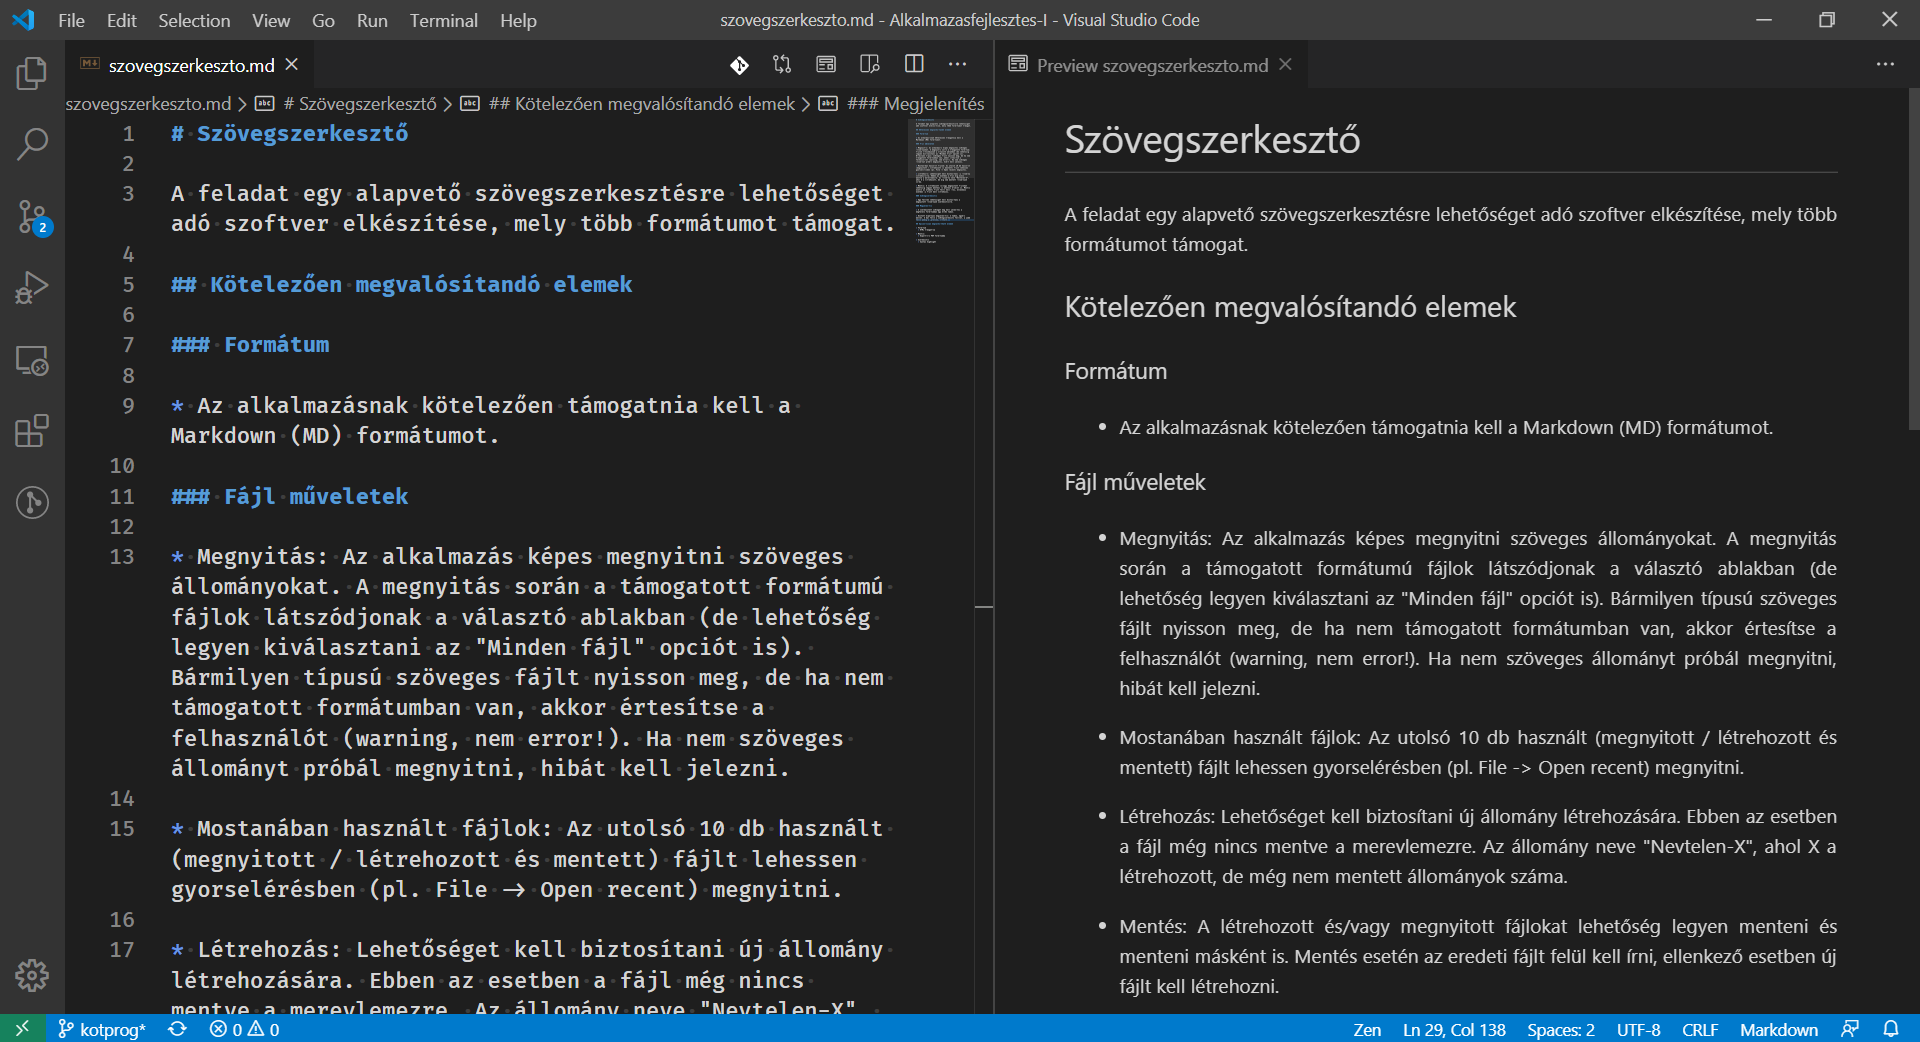 File Edit Selection View Go Run Terminal Help
szovegszerkeszto.md - Alkalmazasfejlesztes-I - Visual Studio Code
szovegszerkeszto.md
szovegszerkeszto.md > # Szövegszerkesztő > ## Kötelezően megvalósítandó elemek > ### Megjelenítés
1 # Szövegszerkesztő
2
3 A feladat egy alapvető szövegszerkesztésre lehetőséget
adó szoftver elkészítése, mely több formátumot támogat.
4
5 ## Kötelezően megvalósítandó elemek
6
7 ### Formátum
8
9 * Az alkalmazásnak kötelezően támogatnia kell a
Markdown (MD) formátumot.
10
11 ### Fájl műveletek
12
13 * Megnyitás: Az alkalmazás képes megnyitni szöveges
állományokat. A megnyitás során a támogatott formátumú
fájlok látszódjonak a választó ablakban (de lehetőség
legyen kiválasztani az "Minden fájl" opciót is).
Bármilyen típusú szöveges fájlt nyisson meg, de ha nem
támogatott formátumban van, akkor értesítse a
felhasználót (warning, nem error!). Ha nem szöveges
állományt próbál megnyitni, hibát kell jelezni.
14
15 * Mostanában használt fájlok: Az utolsó 10 db használt
(megnyitott / létrehozott és mentett) fájlt lehessen
gyorselérésben (pl. File -> Open recent) megnyitni.
16
17 * Létrehozás: Lehetőséget kell biztosítani új állomány
létrehozására. Ebben az esetben a fájl még nincs
mentve a merevlemezre. Az állomány neve "Nevtelen-X",
Preview szovegszerkeszto.md
Szövegszerkesztő
A feladat egy alapvető szövegszerkesztésre lehetőséget adó szoftver elkészítése, mely több
formátumot támogat.
Kötelezően megvalósítandó elemek
Formátum
• Az alkalmazásnak kötelezően támogatnia kell a Markdown (MD) formátumot.
Fájl műveletek
• Megnyitás: Az alkalmazás képes megnyitni szöveges állományokat. A megnyitás
során a támogatott formátumú fájlok látszódjonak a választó ablakban (de
lehetőség legyen kiválasztani az "Minden fájl" opciót is). Bármilyen típusú szöveges
fájlt nyisson meg, de ha nem támogatott formátumban van, akkor értesítse a
felhasználót (warning, nem error!). Ha nem szöveges állományt próbál megnyitni,
hibát kell jelezni.
• Mostanában használt fájlok: Az utolsó 10 db használt (megnyitott / létrehozott és
mentett) fájlt lehessen gyorselérésben (pl. File -> Open recent) megnyitni.
• Létrehozás: Lehetőséget kell biztosítani új állomány létrehozására. Ebben az esetben
a fájl még nincs mentve a merevlemezre. Az állomány neve "Nevtelen-X", ahol X a
létrehozott, de még nem mentett állományok száma.
• Mentés: A létrehozott és/vagy megnyitott fájlokat lehetőség legyen menteni és
menteni másként is. Mentés esetén az eredeti fájlt felül kell írni, ellenkező esetben új
fájlt kell létrehozni.
2
kotprog* 0 0
Zen Ln 29, Col 138 Spaces: 2 UTF-8 CRLF Markdown